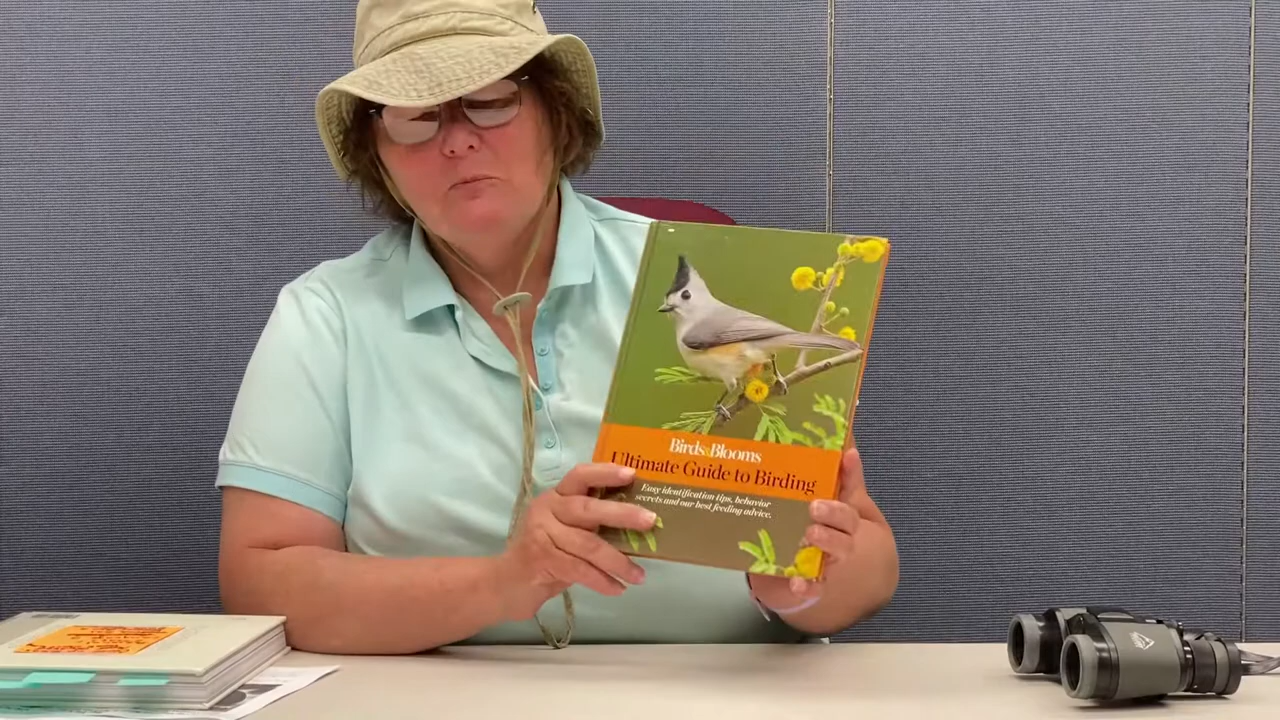 Birds&Blooms
Ultimate Guide to Birding
Easy identification tips, behavior
secrets and our best feeding advice.